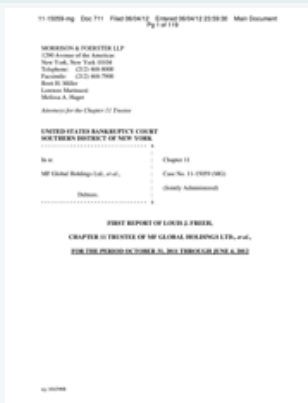 11-15059-mg Doc 711 Filed 06/04/12 Entered 06/04/12 23:59:30 Main Document
Pg 1 of 119
MORRISON & FOERSTER LLP
1290 Avenue of the Americas
New York, New York 10104
Telephone: (212) 468-8000
Facsimile: (212) 468-7900
Brett H. Miller
Lorenzo Marinuzzi
Melissa A. Hager
Attorneys for the Chapter 11 Trustee
UNITED STATES BANKRUPTCY COURT
SOUTHERN DISTRICT OF NEW YORK
In re
Chapter 11
MF Global Holdings Ltd., et al.,
Case No. 11-15059 (MG)
(Jointly Administered)
Debtors.
FIRST REPORT OF LOUIS J. FREEH,
CHAPTER 11 TRUSTEE OF MF GLOBAL HOLDINGS LTD., et al.,
FOR THE PERIOD OCTOBER 31, 2011 THROUGH JUNE 4, 2012